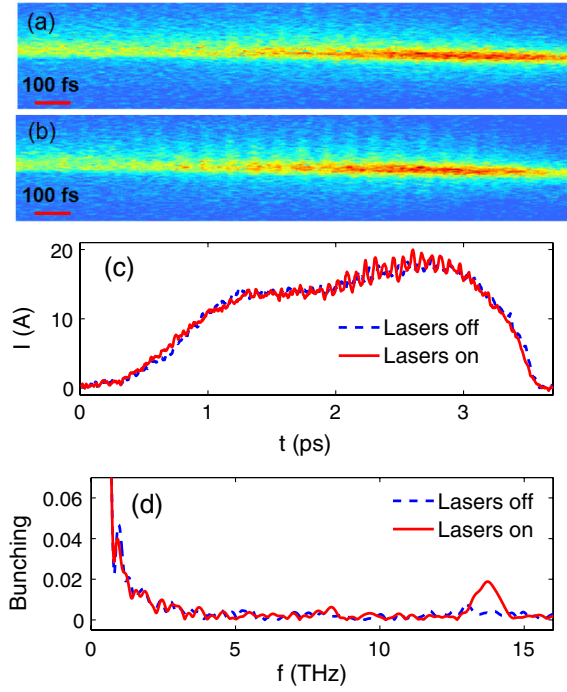 (a)
100 fs
(b)
100 fs
20
(c)
I (A)
10
Lasers off
Lasers on
0
0 1 2 3
t (ps)
0.06
(d)
Lasers off
Lasers on
Bunching
0.04
0.02
0
0 5 10 15
f (THz)